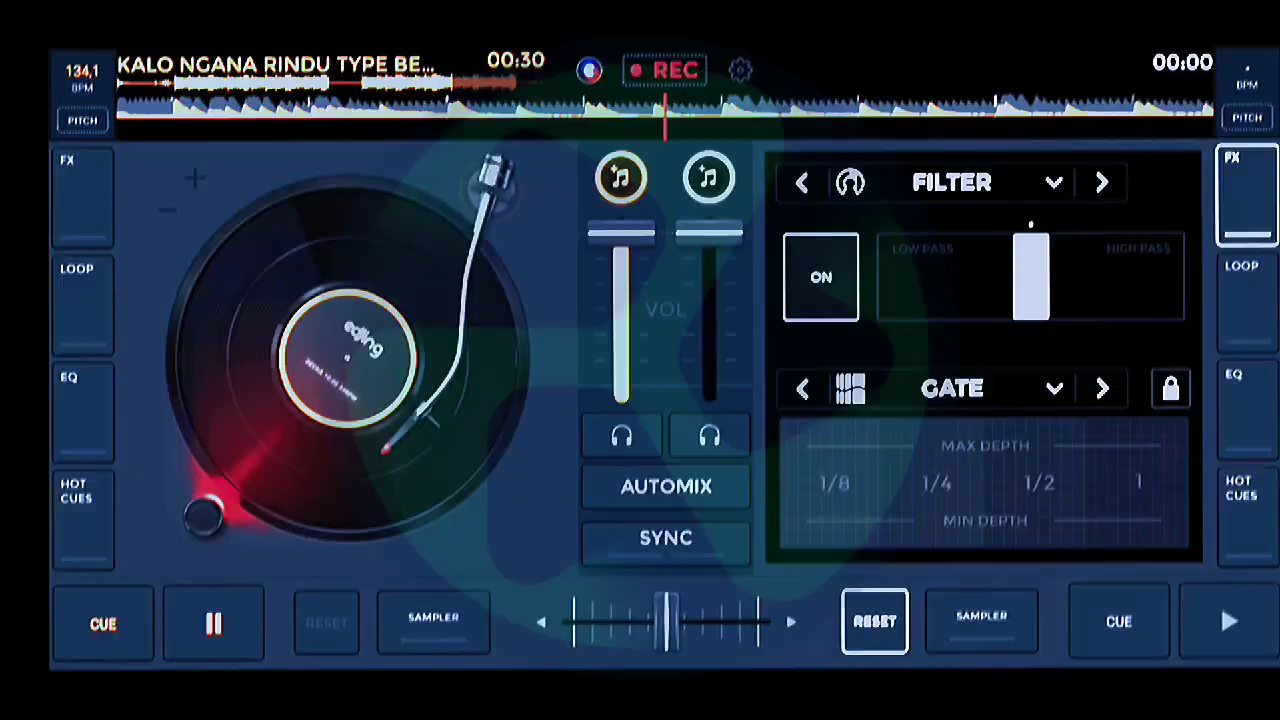 134,1
BPM
PITCH
KALO NGANA RINDU TYPE BE...
00:30
REC
00:00
BPM
PITCH
FX
LOOP
EQ
HOT
CUES
edjing
VOL
AUTOMIX
SYNC
FILTER
ON
LOW PASS
HIGH PASS
GATE
MAX DEPTH
1/8
1/4
1/2
1
MIN DEPTH
FX
LOOP
EQ
HOT
CUES
CUE
RESET
SAMPLER
RESET
SAMPLER
CUE